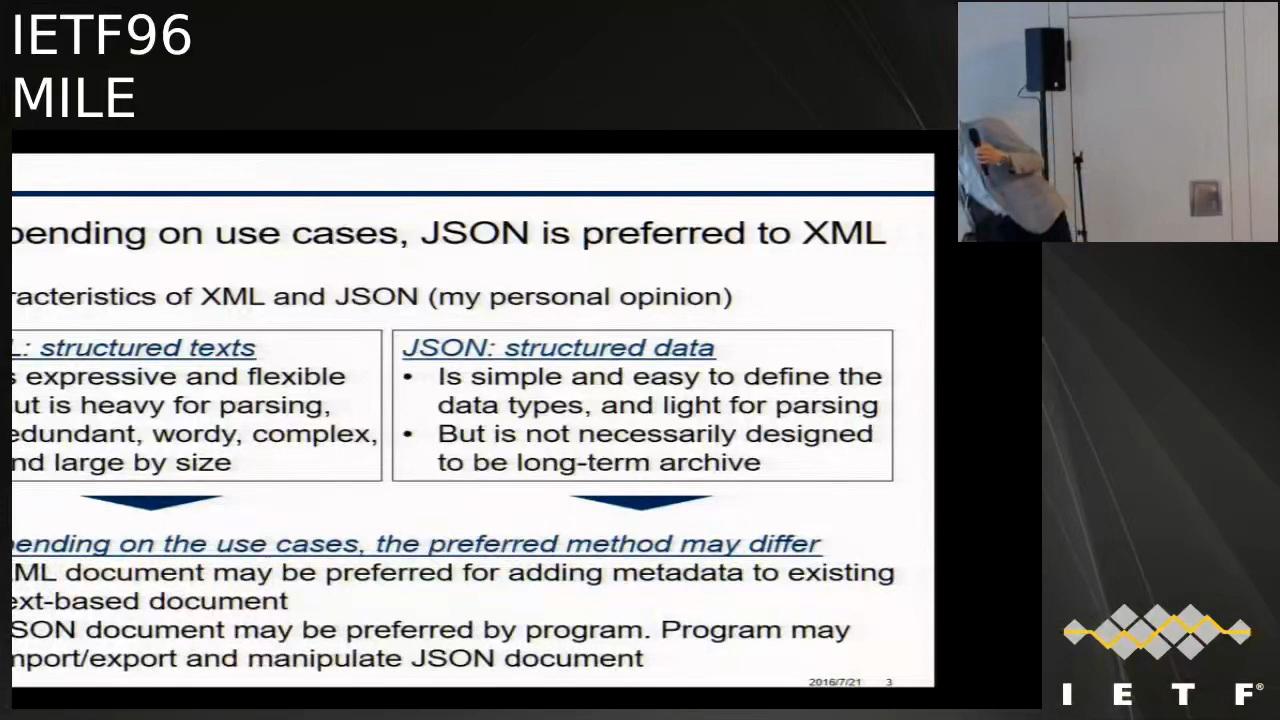 IETF96
MILE
pending on use cases, JSON is preferred to XML
racteristics of XML and JSON (my personal opinion)
L: structured texts
s expressive and flexible
ut is heavy for parsing,
edundant, wordy, complex,
nd large by size
JSON: structured data
• Is simple and easy to define the
data types, and light for parsing
• But is not necessarily designed
to be long-term archive
ending on the use cases, the preferred method may differ
ML document may be preferred for adding metadata to existing
ext-based document
SON document may be preferred by program. Program may
mport/export and manipulate JSON document
2016/7/21 3
I E T F®